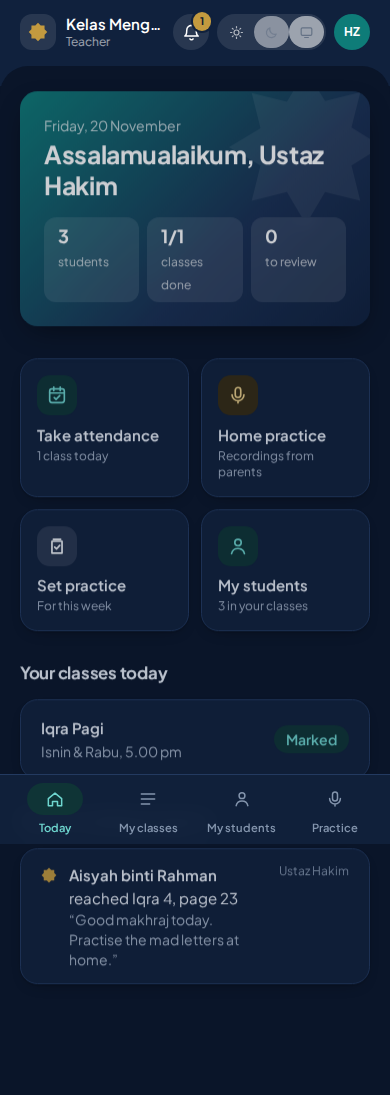 Kelas Meng...
Teacher
1
HZ
Friday, 20 November
Assalamualaikum, Ustaz
Hakim
3
students
1/1
classes
done
0
to review
Take attendance
1 class today
Home practice
Recordings from
parents
Set practice
For this week
My students
3 in your classes
Your classes today
Iqra Pagi
Isnin & Rabu, 5.00 pm
Marked
Today
My classes
My students
Practice
Aisyah binti Rahman
reached Iqra 4, page 23
“Good makhraj today.
Practise the mad letters at
home.”
Ustaz Hakim